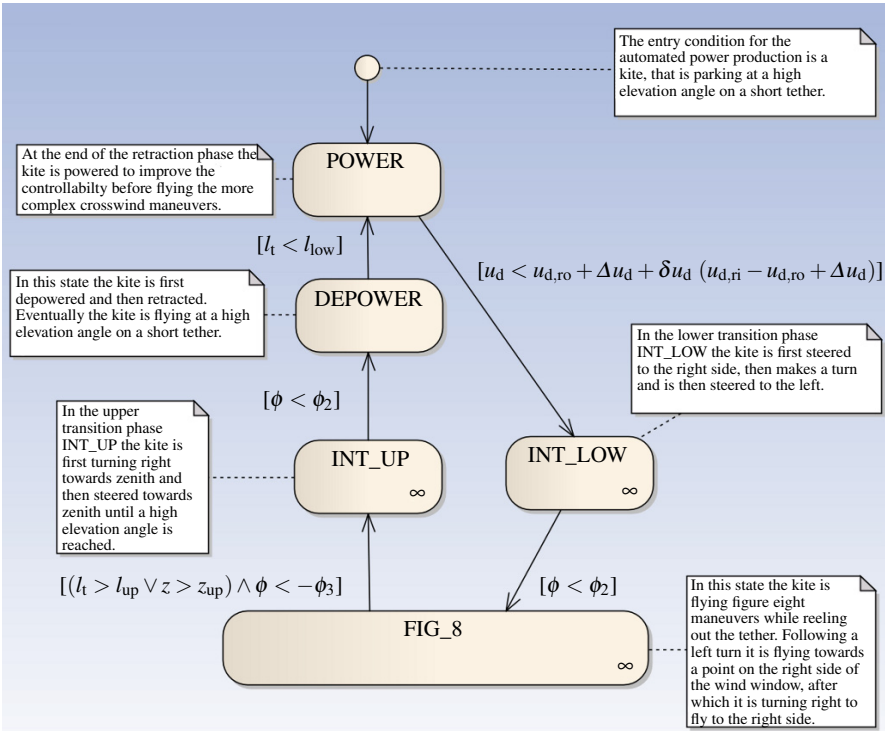 The entry condition for the
automated power production is a
kite, that is parking at a high
elevation angle on a short tether.
At the end of the retraction phase the
kite is powered to improve the
controllabilty before flying the more
complex crosswind maneuvers.
POWER
[l_t < l_low]
[u_d < u_d,ro + Δu_d + δu_d (u_d,ri − u_d,ro + Δu_d)]
In this state the kite is first
depowered and then retracted.
Eventually the kite is flying at a high
elevation angle on a short tether.
DEPOWER
In the lower transition phase
INT_LOW the kite is first steered
to the right side, then makes a turn
and is then steered to the left.
[ϕ < ϕ_2]
In the upper
transition phase
INT_UP the kite is
first turning right
towards zenith and
then steered towards
zenith until a high
elevation angle is
reached.
INT_UP
∞
INT_LOW
∞
[(l_t > l_up ∨ z > z_up) ∧ ϕ < −ϕ_3]
[ϕ < ϕ_2]
FIG_8
∞
In this state the kite is
flying figure eight
maneuvers while reeling
out the tether. Following a
left turn it is flying towards
a point on the right side of
the wind window, after
which it is turning right to
fly to the right side.